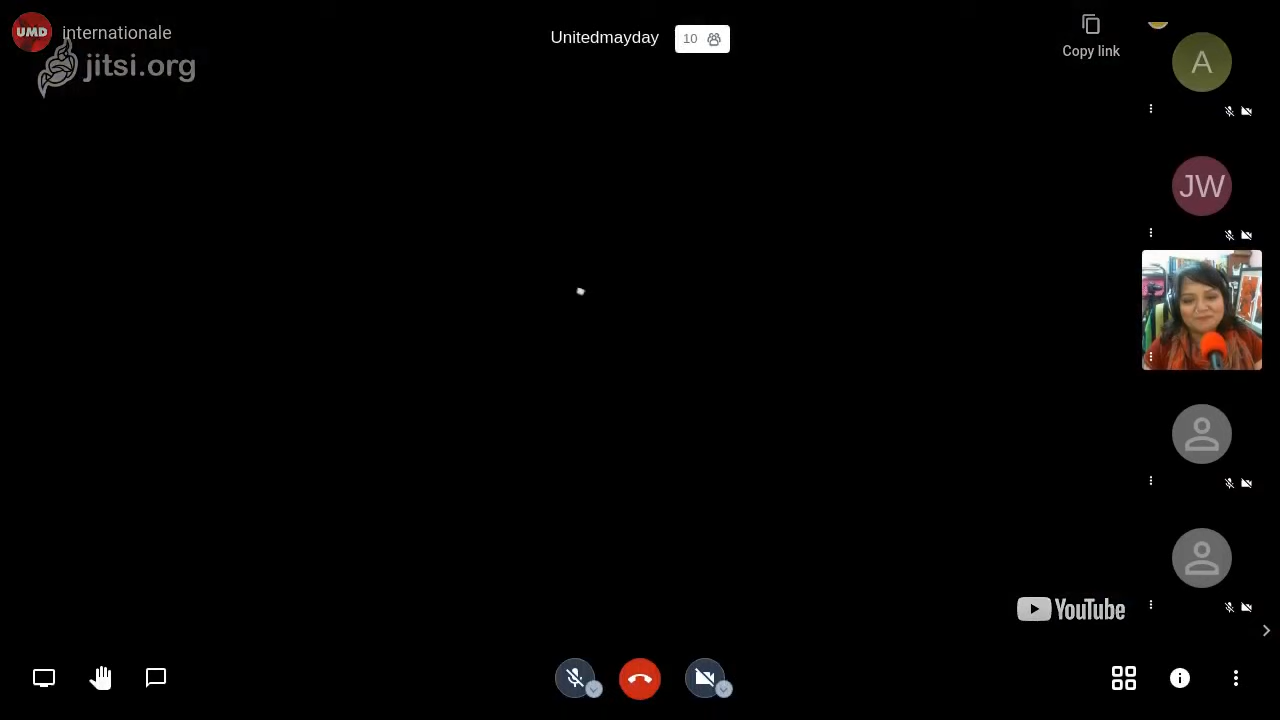 UMD internationale
jitsi.org
Unitedmayday 10
Copy link
A
JW
YouTube